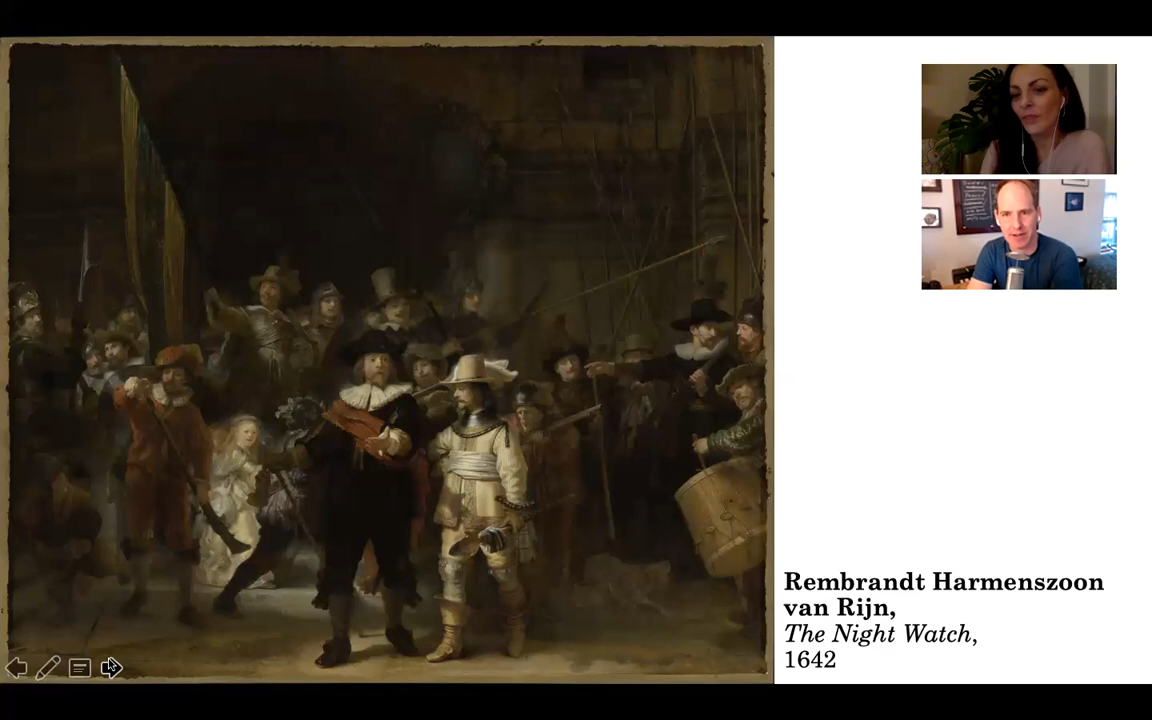 Rembrandt Harmenszoon
van Rijn,
The Night Watch,
1642